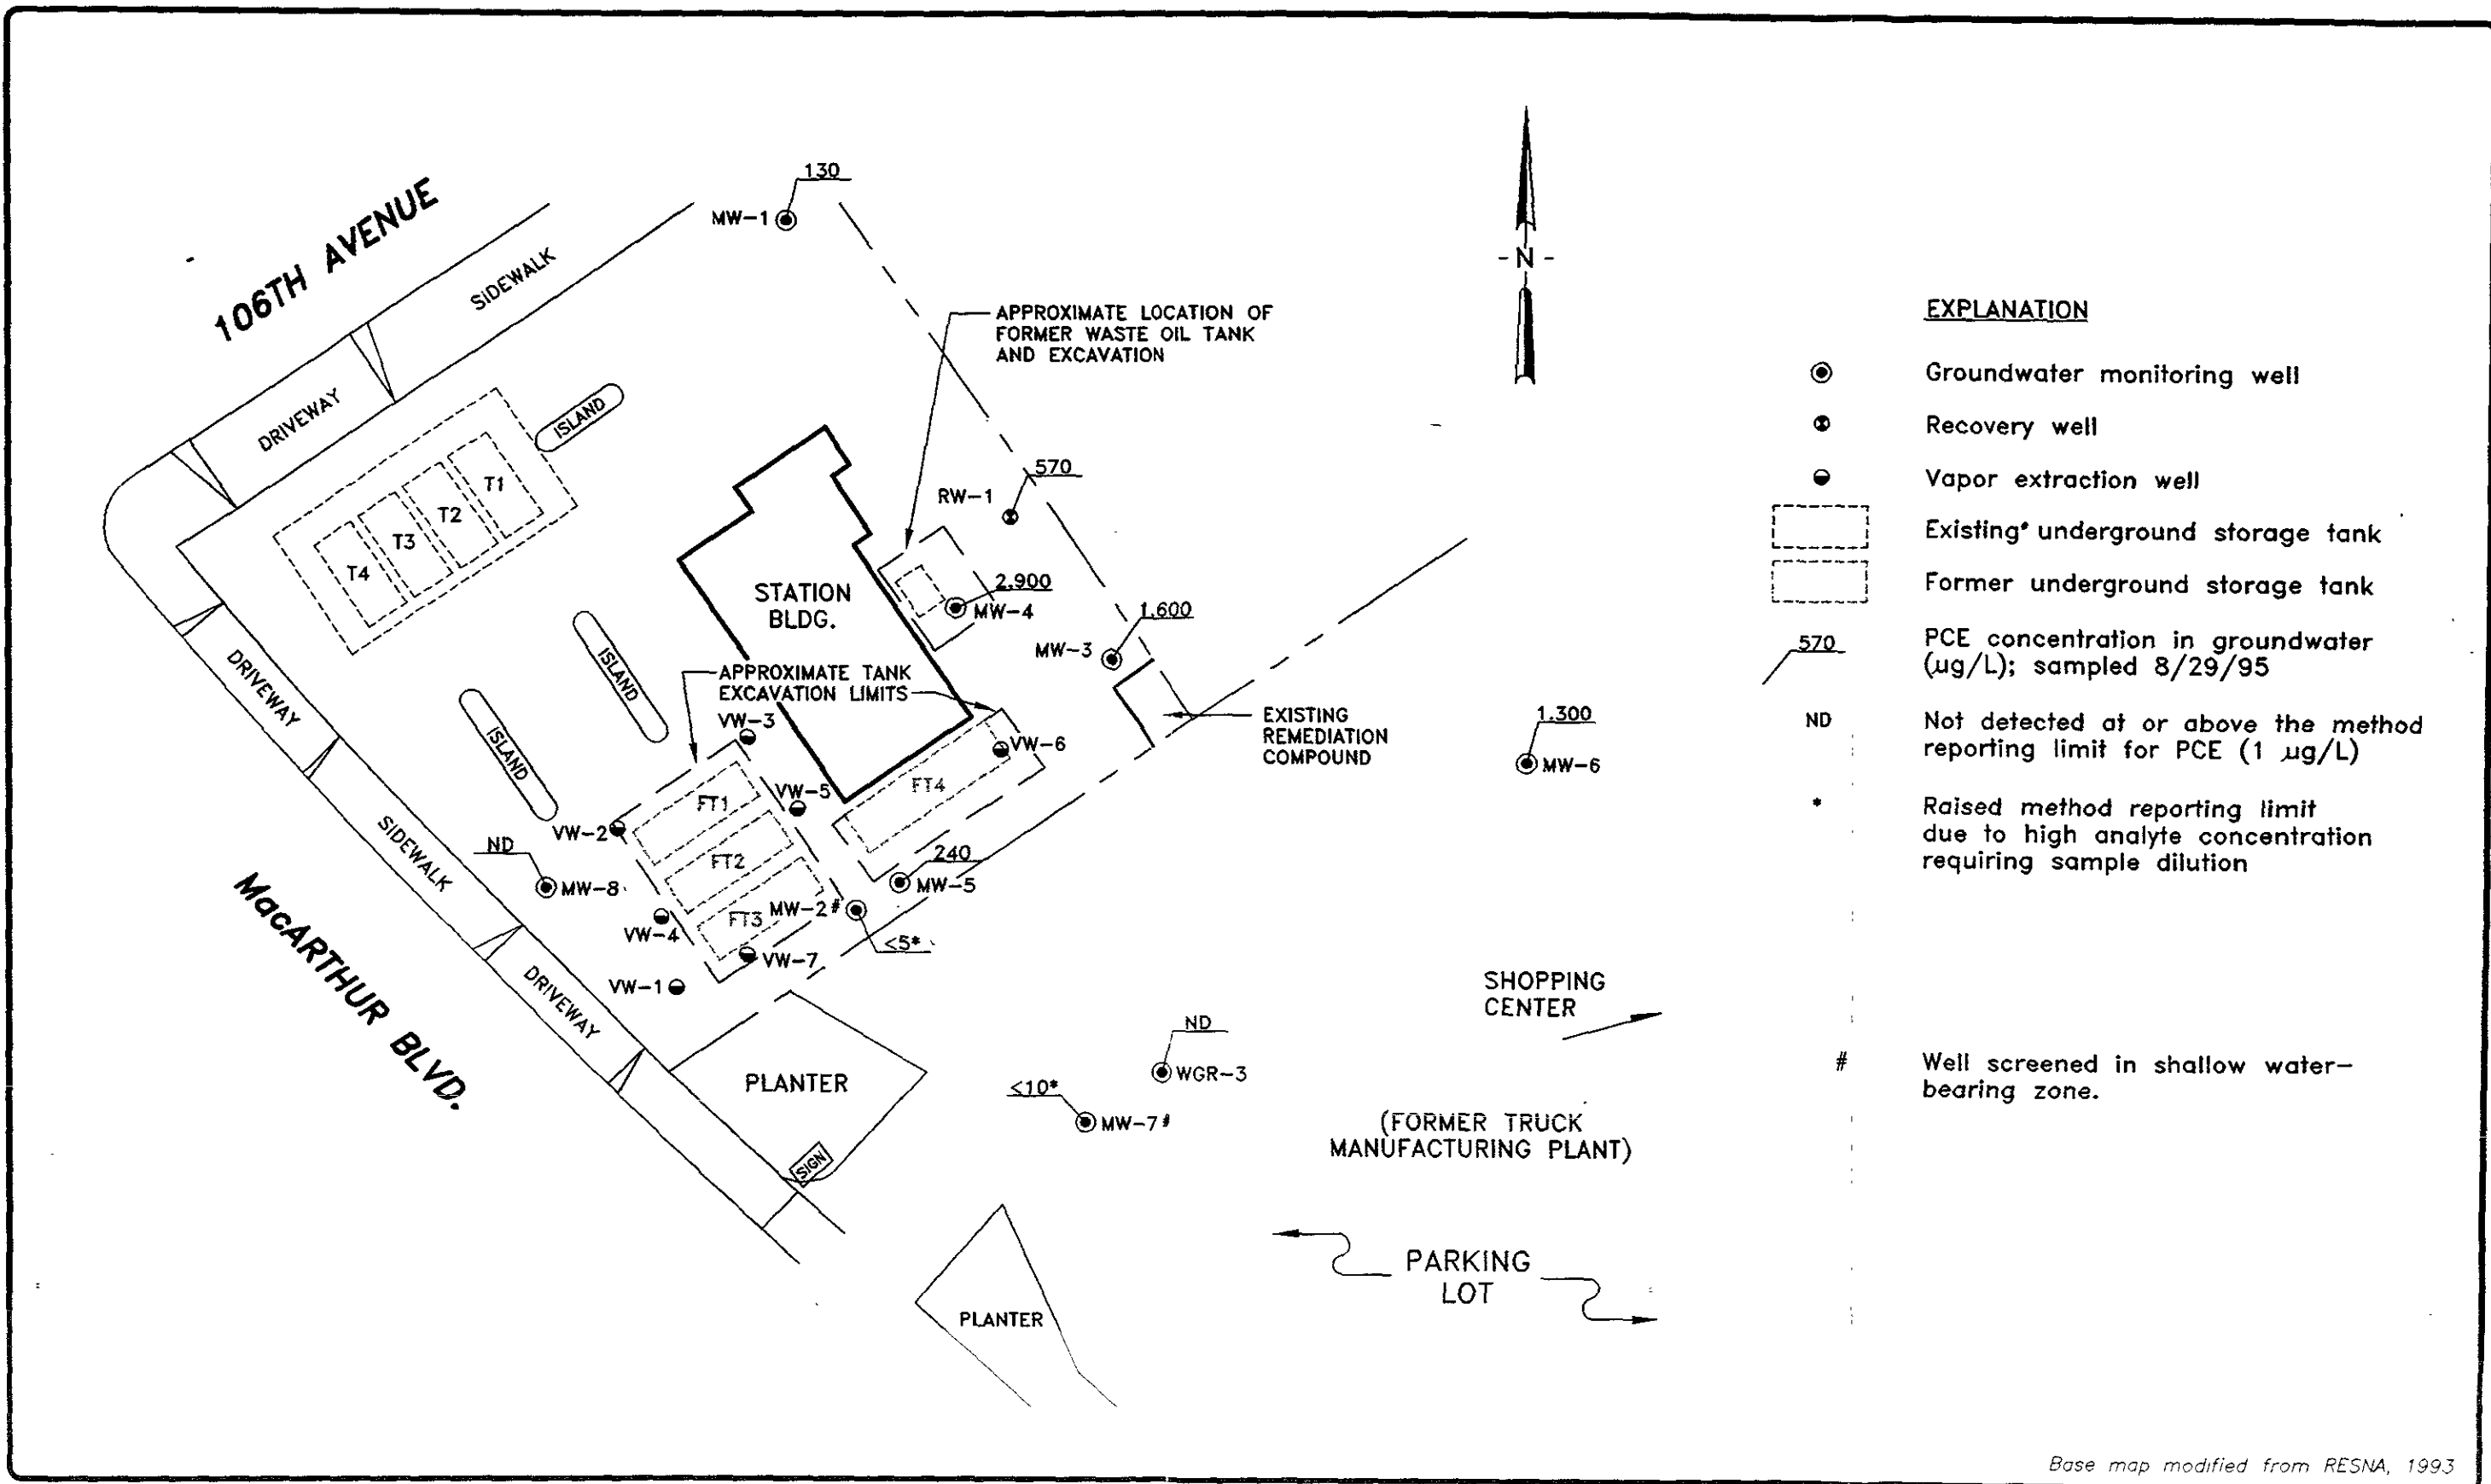 130
MW-1
106TH AVENUE
SIDEWALK
DRIVEWAY
ISLAND
APPROXIMATE LOCATION OF
FORMER WASTE OIL TANK
AND EXCAVATION
- N -
T1
T2
T3
T4
570
RW-1
STATION
BLDG.
2,900
MW-4
1,600
MW-3
ISLAND
APPROXIMATE TANK
EXCAVATION LIMITS
DRIVEWAY
ISLAND
VW-3
VW-6
EXISTING
REMEDIATION
COMPOUND
1.300
MW-6
FT1
VW-5
FT4
VW-2
FT2
ND
MW-8
240
MW-5
SIDEWALK
FT3
MW-2#
<5*
VW-4
VW-7
VW-1
DRIVEWAY
MacARTHUR BLVD.
PLANTER
SIGN
ND
WGR-3
<10*
MW-7#
SHOPPING
CENTER
(FORMER TRUCK
MANUFACTURING PLANT)
PARKING
LOT
PLANTER
EXPLANATION
Groundwater monitoring well
Recovery well
Vapor extraction well
Existing underground storage tank
Former underground storage tank
570 PCE concentration in groundwater
(ug/L); sampled 8/29/95
ND Not detected at or above the method
reporting limit for PCE (1 µg/L)
* Raised method reporting limit
due to high analyte concentration
requiring sample dilution
# Well screened in shallow water-
bearing zone.
Base map modified from RESNA, 1993